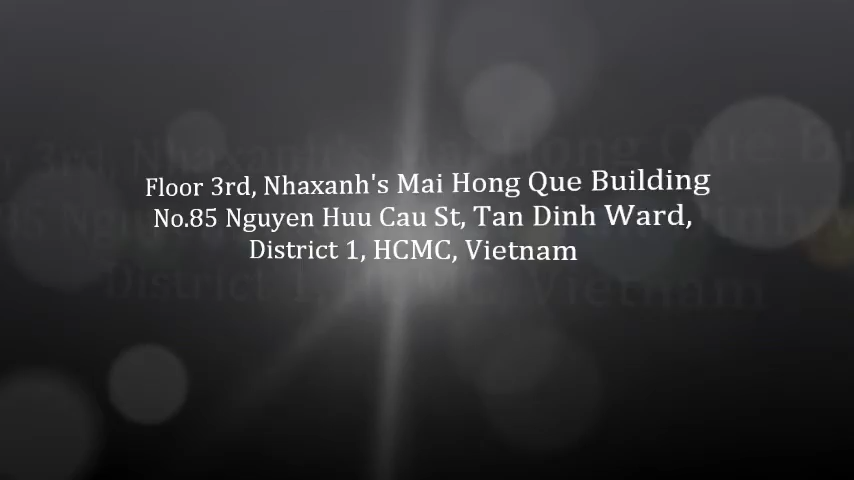 Floor 3rd, Nhaxanh's Mai Hong Que Building
No.85 Nguyen Huu Cau St, Tan Dinh Ward,
District 1, HCMC, Vietnam